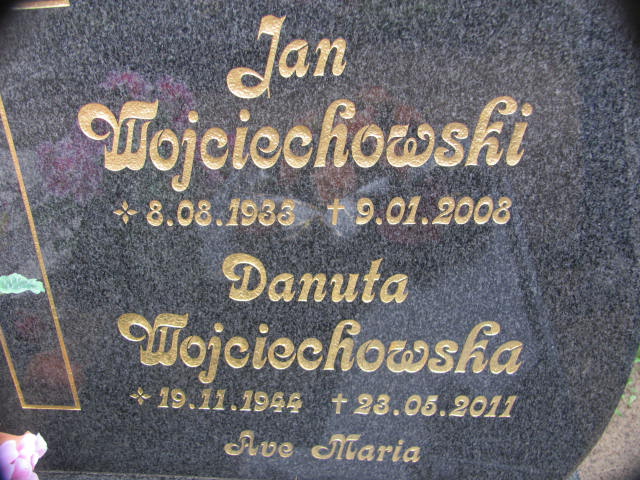 Jan
Wojciechowski
✧ 8.08.1933 † 9.01.2008
Danuta
Wojciechowska
✧ 19.11.1944 † 23.05.2011
Ave Maria